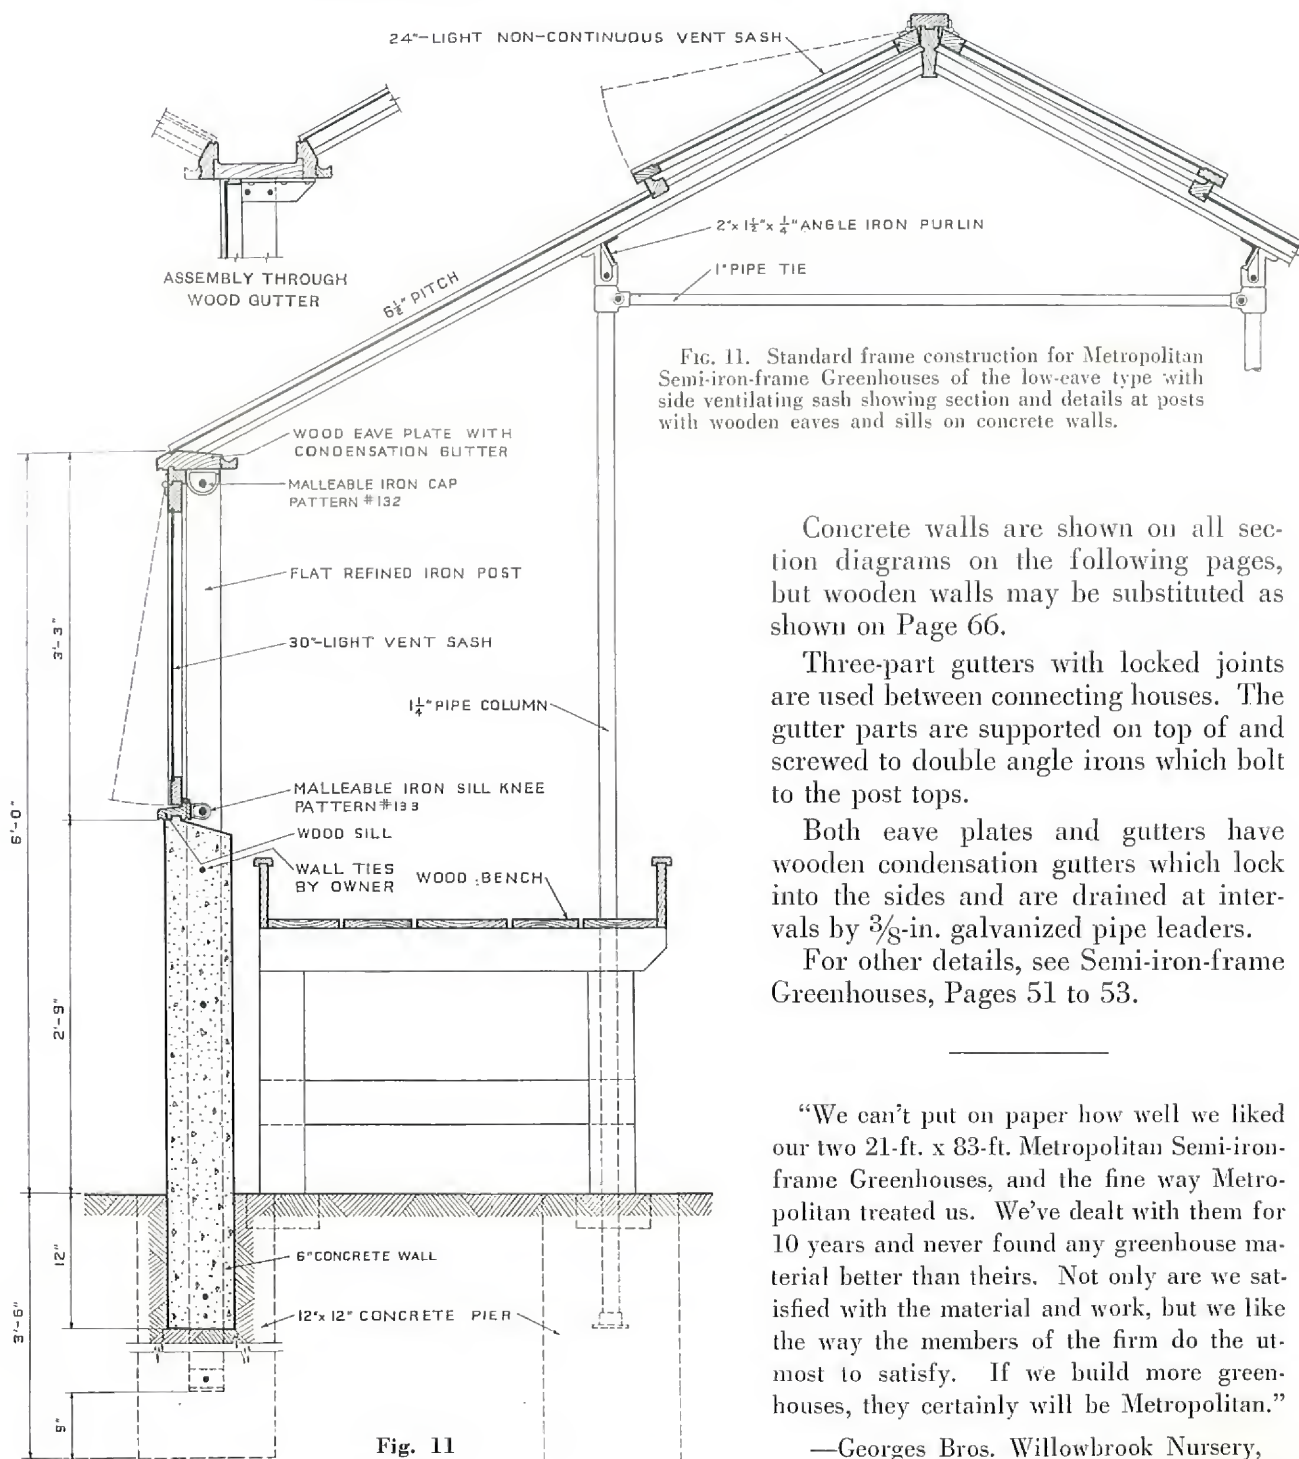 24"-LIGHT NON-CONTINUOUS VENT SASH
ASSEMBLY THROUGH
WOOD GUTTER
6½" PITCH
2"x 1½"x ¼" ANGLE IRON PURLIN
1" PIPE TIE
FIG. 11. Standard frame construction for Metropolitan
Semi-iron-frame Greenhouses of the low-eave type with
side ventilating sash showing section and details at posts
with wooden eaves and sills on concrete walls.
WOOD EAVE PLATE WITH
CONDENSATION GUTTER
MALLEABLE IRON CAP
PATTERN #132
FLAT REFINED IRON POST
30"-LIGHT VENT SASH
1¼" PIPE COLUMN
MALLEABLE IRON SILL KNEE
PATTERN #133
WOOD SILL
WALL TIES
BY OWNER
WOOD BENCH
3'-3"
6'-0"
2'-9"
12"
3'-6"
9"
6" CONCRETE WALL
12"x 12" CONCRETE PIER
Fig. 11
Concrete walls are shown on all sec-
tion diagrams on the following pages,
but wooden walls may be substituted as
shown on Page 66.
Three-part gutters with locked joints
are used between connecting houses. The
gutter parts are supported on top of and
screwed to double angle irons which bolt
to the post tops.
Both eave plates and gutters have
wooden condensation gutters which lock
into the sides and are drained at inter-
vals by 3/8-in. galvanized pipe leaders.
For other details, see Semi-iron-frame
Greenhouses, Pages 51 to 53.
“We can't put on paper how well we liked
our two 21-ft. x 83-ft. Metropolitan Semi-iron-
frame Greenhouses, and the fine way Metro-
politan treated us. We've dealt with them for
10 years and never found any greenhouse ma-
terial better than theirs. Not only are we sat-
isfied with the material and work, but we like
the way the members of the firm do the ut-
most to satisfy. If we build more green-
houses, they certainly will be Metropolitan.”
—Georges Bros. Willowbrook Nursery,